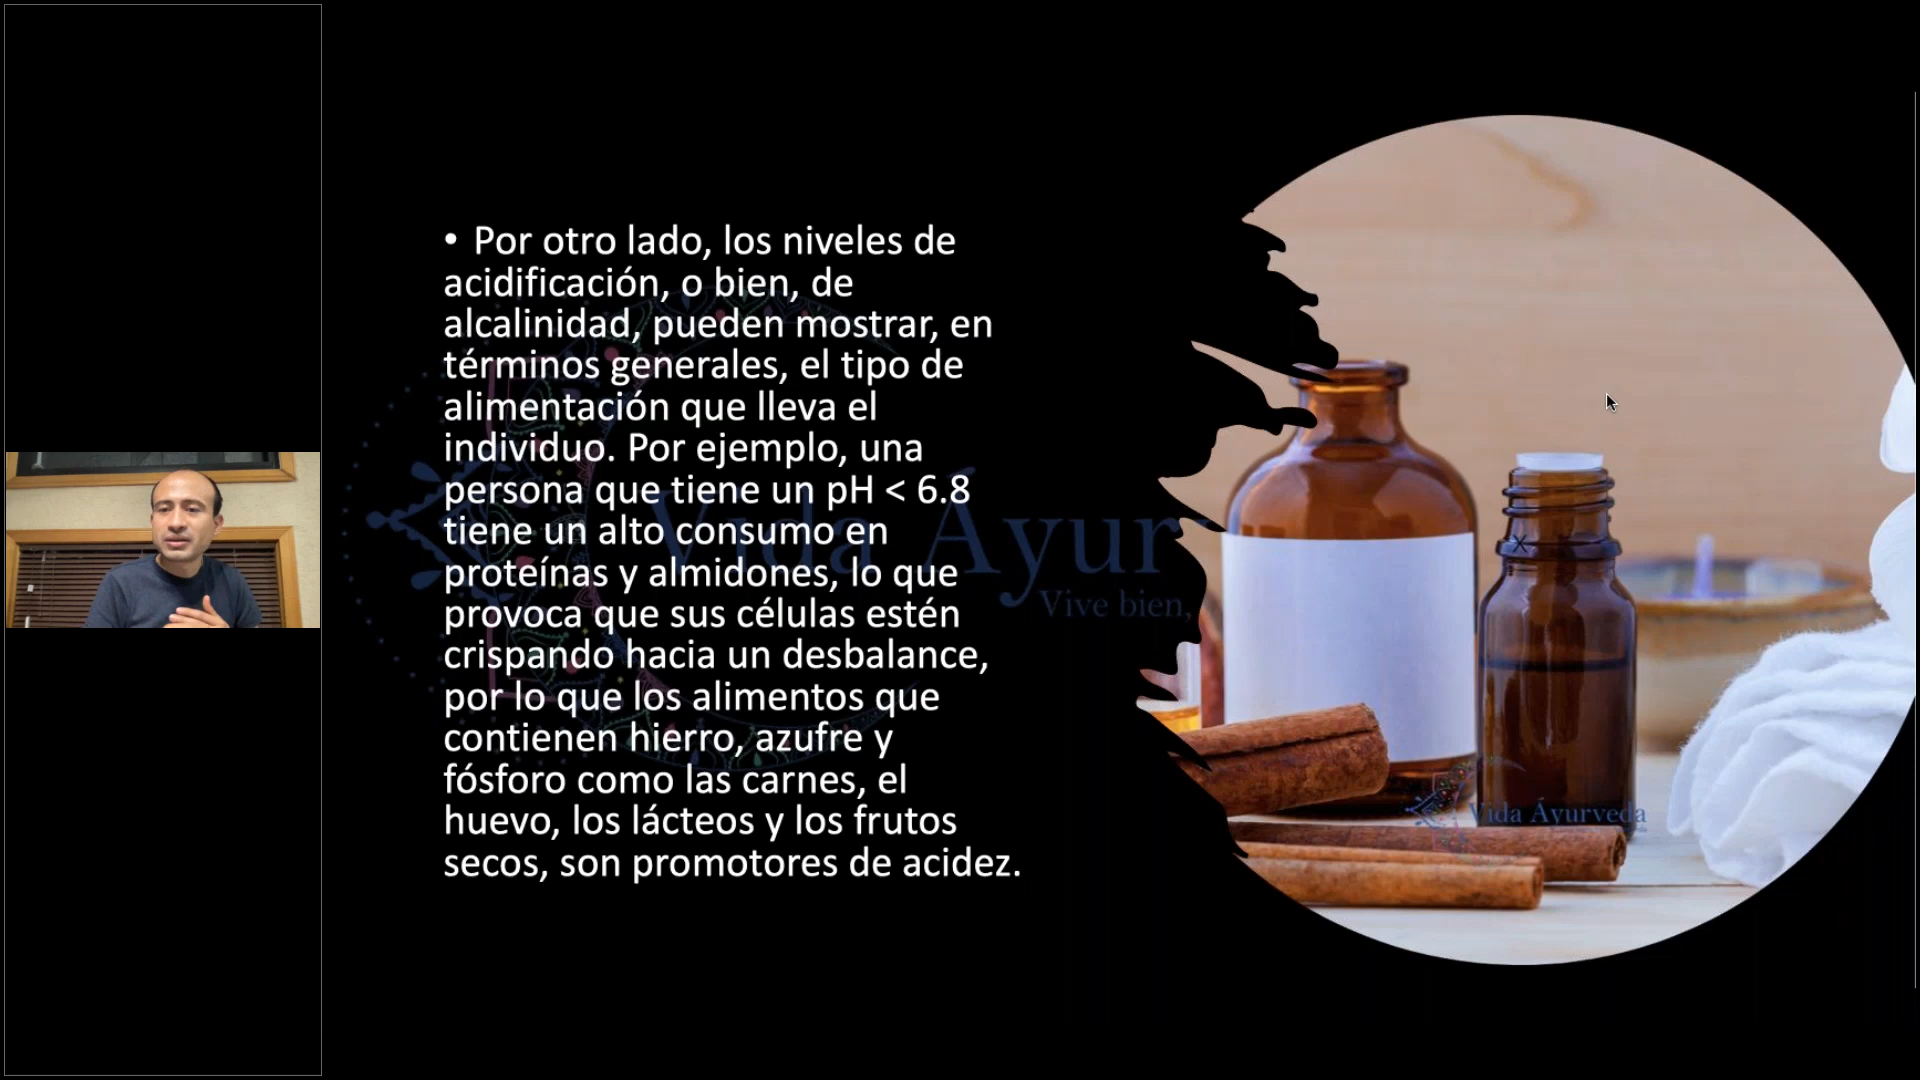 • Por otro lado, los niveles de
acidificación, o bien, de
alcalinidad, pueden mostrar, en
términos generales, el tipo de
alimentación que lleva el
individuo. Por ejemplo, una
persona que tiene un pH < 6.8
tiene un alto consumo en
proteínas y almidones, lo que
provoca que sus células estén
crispando hacia un desbalance,
por lo que los alimentos que
contienen hierro, azufre y
fósforo como las carnes, el
huevo, los lácteos y los frutos
secos, son promotores de acidez.
Vida Áyur
Vive bien,
Vida Áyurveda